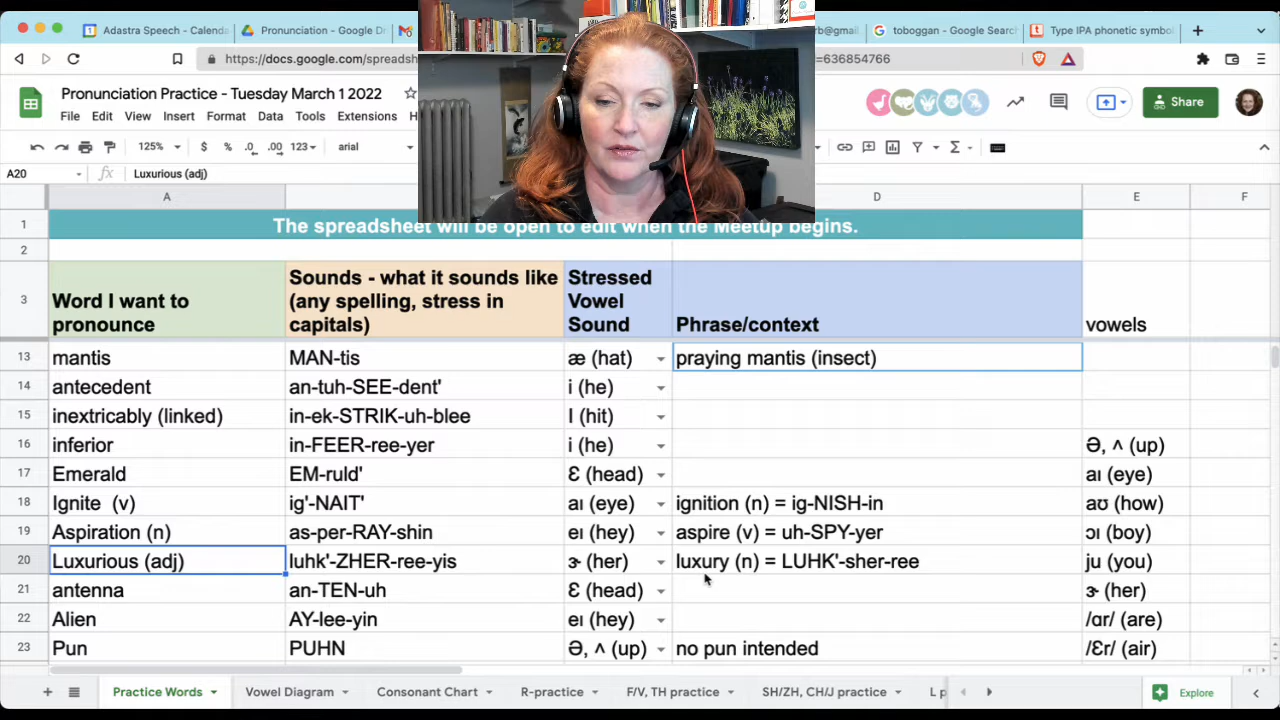 Adastra Speech - Calenda
Pronunciation - Google Dr
rb@gmail
toboggan - Google Search
Type IPA phonetic symbo
https://docs.google.com/spreadsh
=636854766
Pronunciation Practice - Tuesday March 1 2022
File Edit View Insert Format Data Tools Extensions
Share
125% $ % .0 .00 123 arial
A20 fx Luxurious (adj)
A D E F
1 The spreadsheet will be open to edit when the Meetup begins.
2
3 Word I want to pronounce Sounds - what it sounds like (any spelling, stress in capitals) Stressed Vowel Sound Phrase/context vowels
13 mantis MAN-tis æ (hat) praying mantis (insect)
14 antecedent an-tuh-SEE-dent' i (he)
15 inextricably (linked) in-ek-STRIK-uh-blee I (hit)
16 inferior in-FEER-ree-yer i (he) Ə, ^ (up)
17 Emerald EM-ruld' Ɛ (head) aı (eye)
18 Ignite (v) ig'-NAIT' aı (eye) ignition (n) = ig-NISH-in aʊ (how)
19 Aspiration (n) as-per-RAY-shin eı (hey) aspire (v) = uh-SPY-yer ɔı (boy)
20 Luxurious (adj) luhk'-ZHER-ree-yis ɚ (her) luxury (n) = LUHK'-sher-ree ju (you)
21 antenna an-TEN-uh Ɛ (head) ɚ (her)
22 Alien AY-lee-yin eı (hey) /ɑr/ (are)
23 Pun PUHN Ə, ^ (up) no pun intended /Ɛr/ (air)
Practice Words Vowel Diagram Consonant Chart R-practice F/V, TH practice SH/ZH, CH/J practice L p Explore